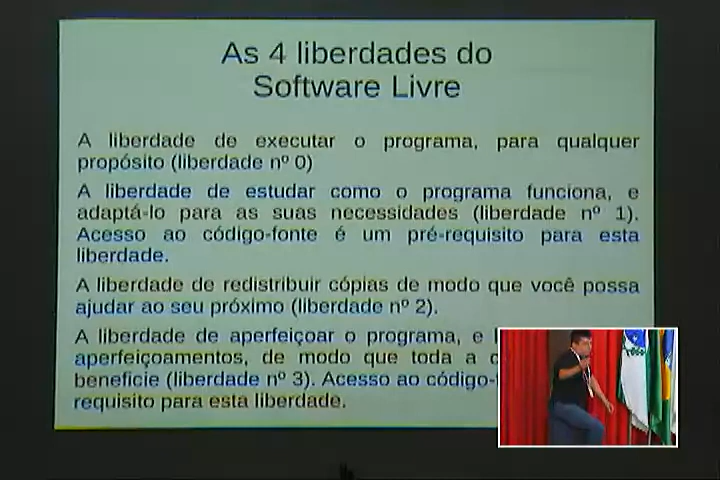 As 4 liberdades do
Software Livre
A liberdade de executar o programa, para qualquer
propósito (liberdade nº 0)
A liberdade de estudar como o programa funciona, e
adaptá-lo para as suas necessidades (liberdade nº 1).
Acesso ao código-fonte é um pré-requisito para esta
liberdade.
A liberdade de redistribuir cópias de modo que você possa
ajudar ao seu próximo (liberdade nº 2).
A liberdade de aperfeiçoar o programa, e
aperfeiçoamentos, de modo que toda a
beneficie (liberdade nº 3). Acesso ao código-
requisito para esta liberdade.